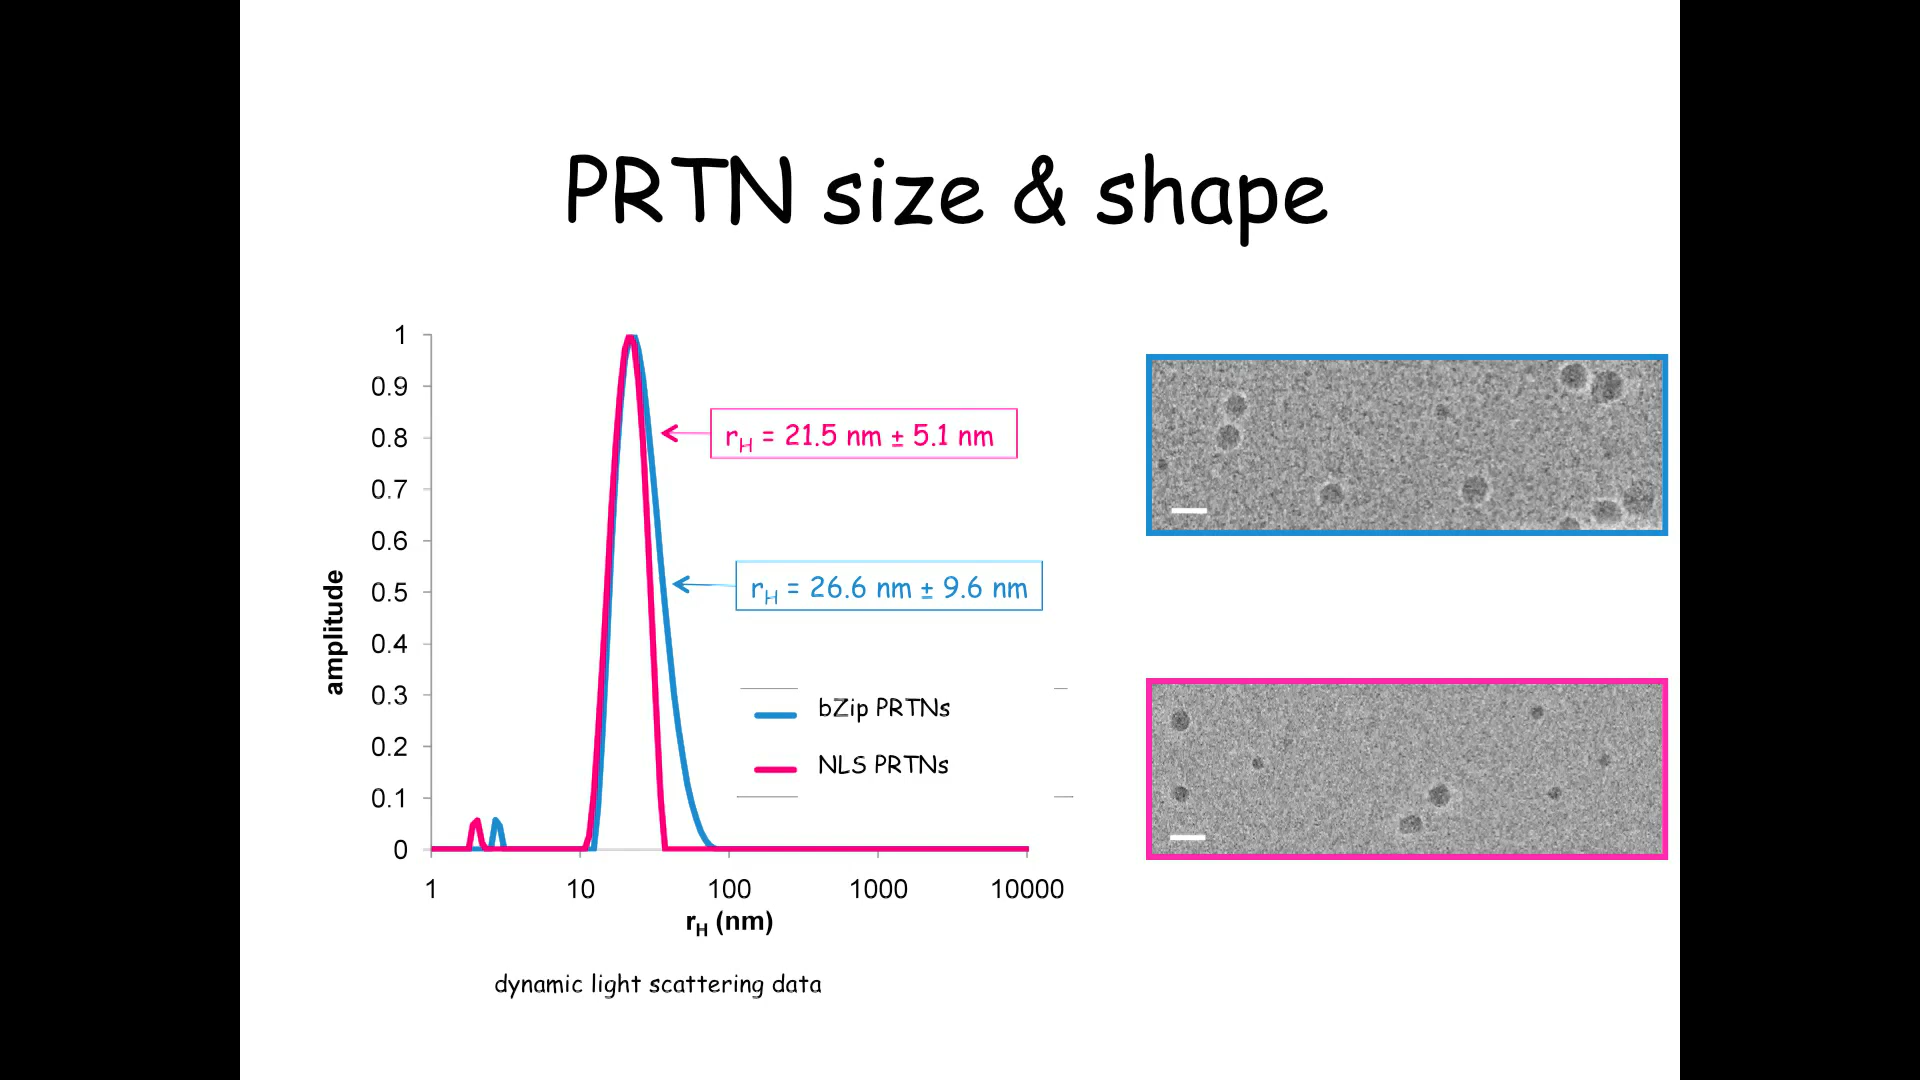 PRTN size & shape
1
0.9
0.8
0.7
0.6
0.5
0.4
0.3
0.2
0.1
0
amplitude
rH = 21.5 nm ± 5.1 nm
rH = 26.6 nm ± 9.6 nm
bZip PRTNs
NLS PRTNs
1 10 100 1000 10000
rH (nm)
dynamic light scattering data